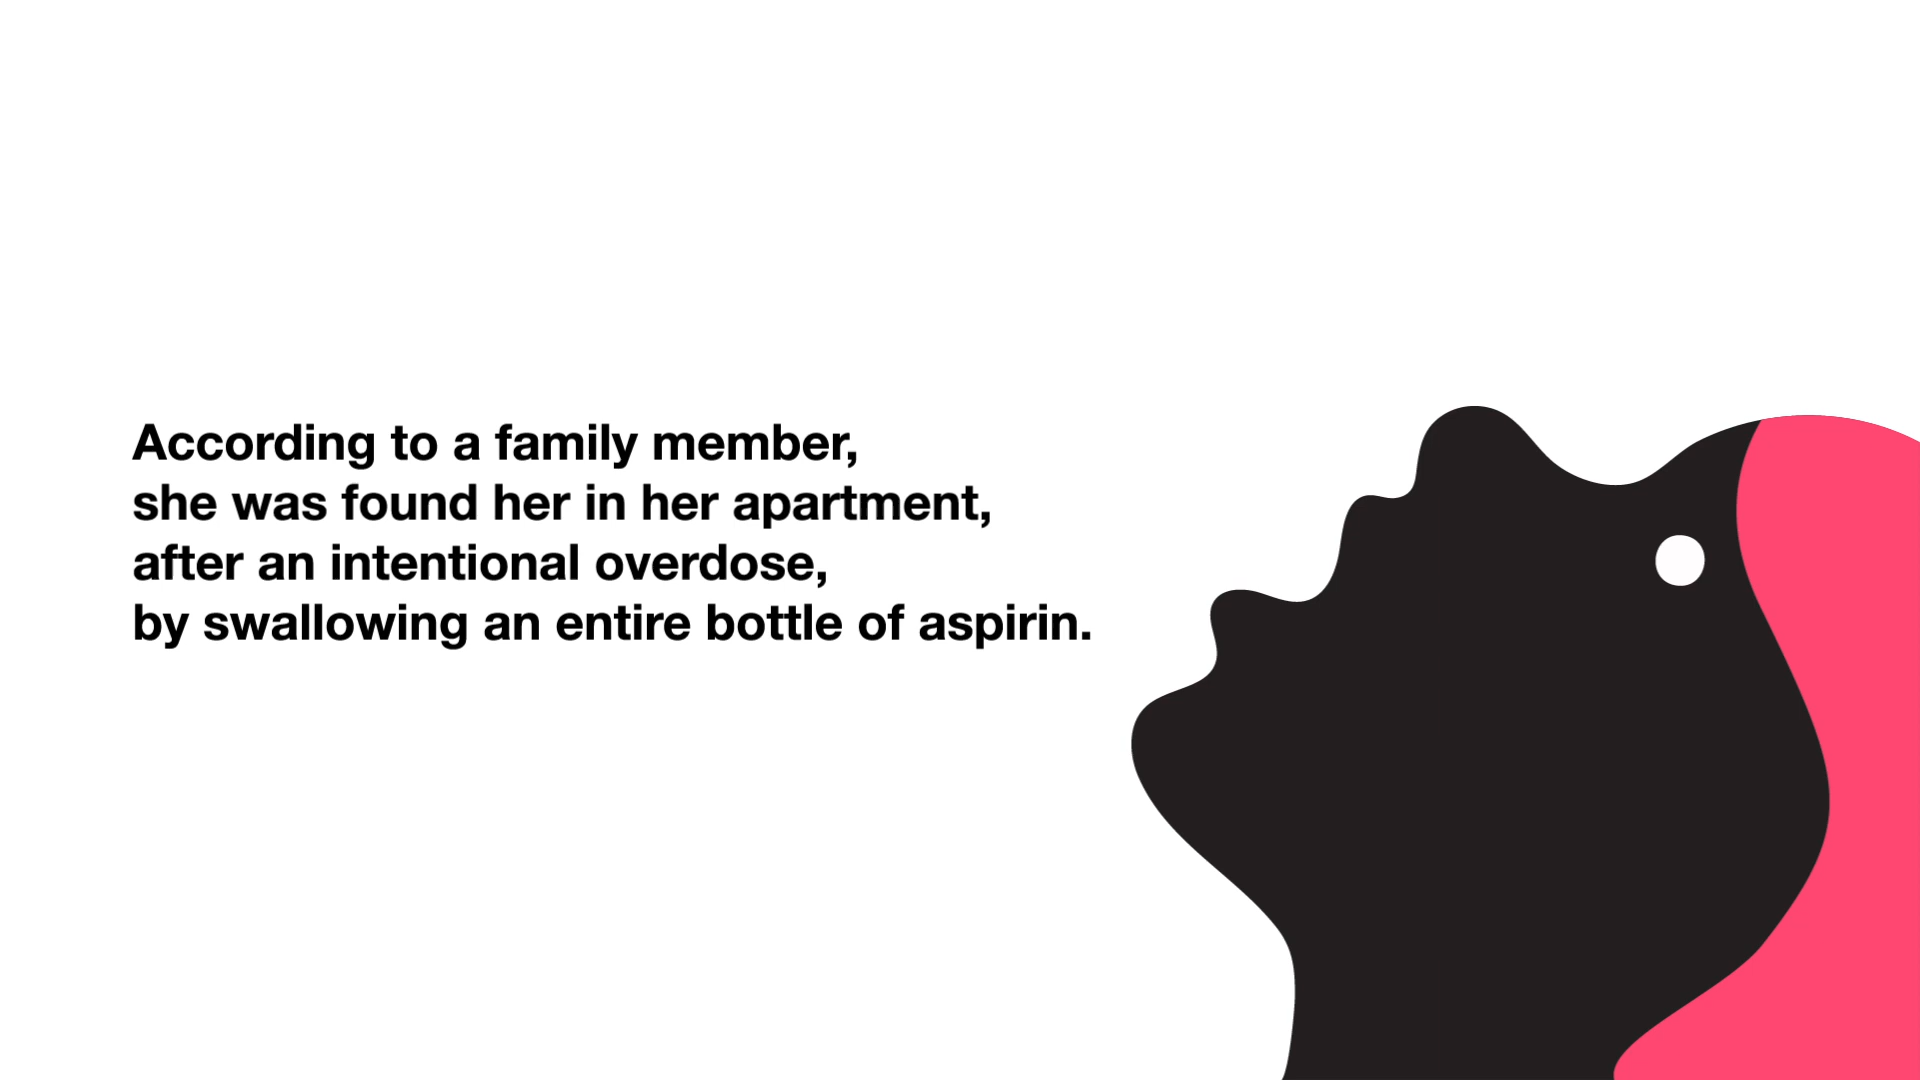 According to a family member,
she was found her in her apartment,
after an intentional overdose,
by swallowing an entire bottle of aspirin.